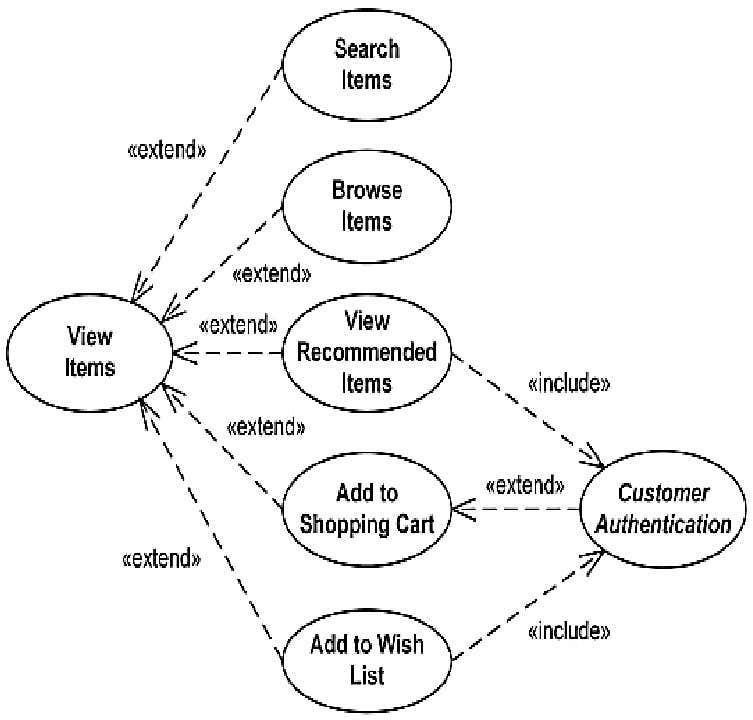 Search
Items
«extend»
Browse
Items
«extend»
View
Items
«extend»
View
Recommended
Items
«include»
«extend»
Add to
Shopping Cart
«extend»
Customer
Authentication
«extend»
Add to Wish
List
«include»